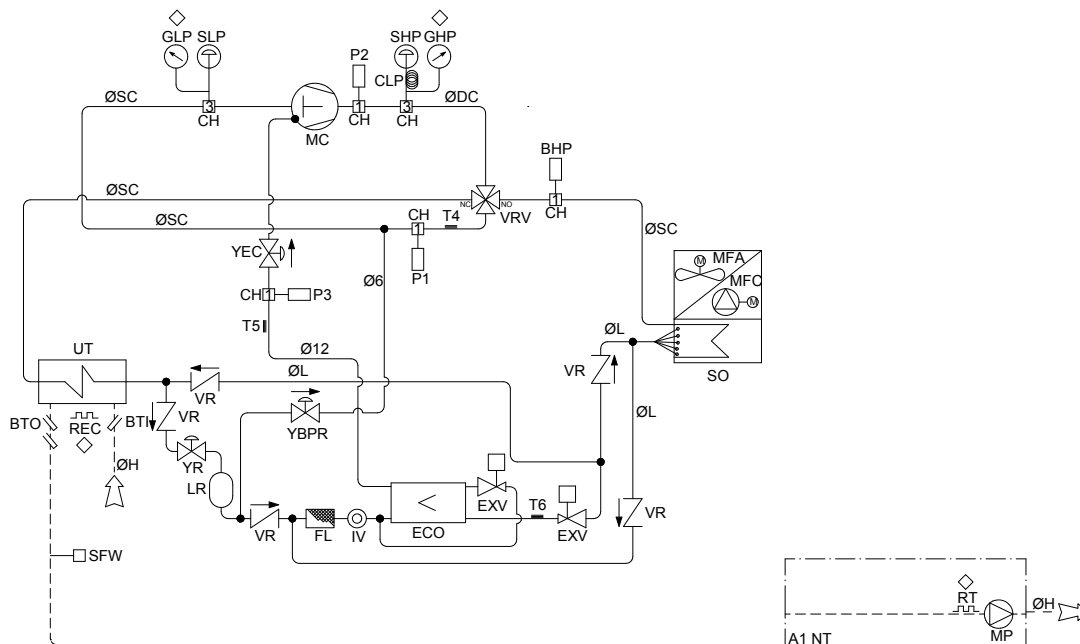 GLP SLP
SHP GHP
P2
CLP
ØSC
3
1
3
ØDC
CH
CH
CH
MC
BHP
ØSC
NC
NO
1
CH
VRV
ØSC
CH
T4
1
ØSC
YEC
P1
MFA
M
MFC
M
Ø6
CH
1
P3
T5
ØL
UT
Ø12
ØL
VR
SO
VR
BTO
REC
BTI
VR
YBPR
ØL
YR
ØH
LR
EXV
T6
VR
VR
FL
IV
ECO
EXV
SFW
RT
ØH
A1 NT
MP